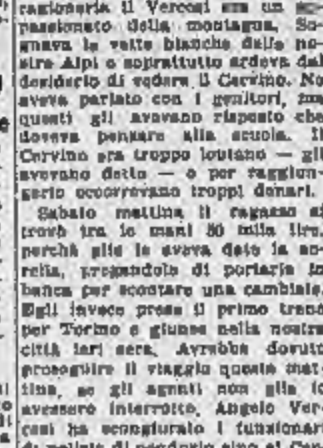 ragioneria il Vercesi era un ap-
passionato della montagna. So-
gnava le vette bianche delle no-
stre Alpi e soprattutto ardeva dal
desiderio di vedere il Cervino. Ne
aveva parlato con i genitori, ma
questi gli avevano risposto che
doveva pensare alla scuola. Il
Cervino era troppo lontano — gli
avevano detto — e per raggiun-
gerlo occorrevano troppi denari.
Sabato mattina il ragazzo si
trovò tra le mani 80 mila lire,
perchè glie le aveva date la so-
rella, pregandolo di portarle in
banca per scontare una cambiale.
Egli invece prese il primo treno
per Torino e giunse nella nostra
città ieri sera. Avrebbe dovuto
proseguire il viaggio questa mat-
tina, se gli agenti non glie lo
avessero interrotto. Angelo Ver-
cesi ha scongiurato i funzionari
di polizia di